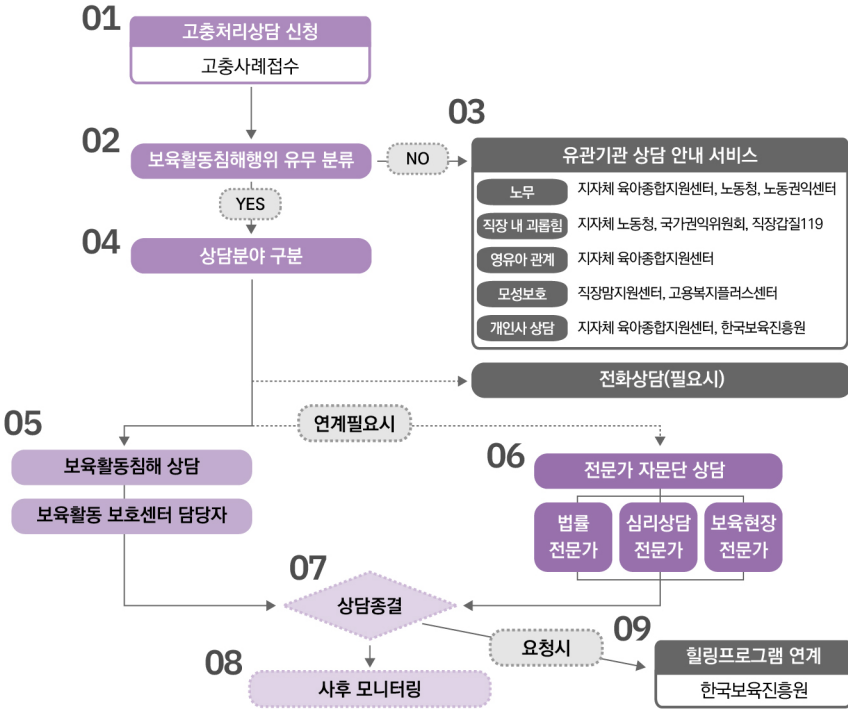 01
고충처리상담 신청
고충사례접수
02
보육활동침해행위 유무 분류
NO
03
유관기관 상담 안내 서비스
노무 지자체 육아종합지원센터, 노동청, 노동권익센터
직장 내 괴롭힘 지자체 노동청, 국가권익위원회, 직장갑질119
영유아 관계 지자체 육아종합지원센터
모성보호 직장맘지원센터, 고용복지플러스센터
개인사 상담 지자체 육아종합지원센터, 한국보육진흥원
YES
04
상담분야 구분
전화상담(필요시)
연계필요시
05
보육활동침해 상담
보육활동 보호센터 담당자
06
전문가 자문단 상담
법률
전문가
심리상담
전문가
보육현장
전문가
07
상담종결
08
사후 모니터링
요청시
09
힐링프로그램 연계
한국보육진흥원